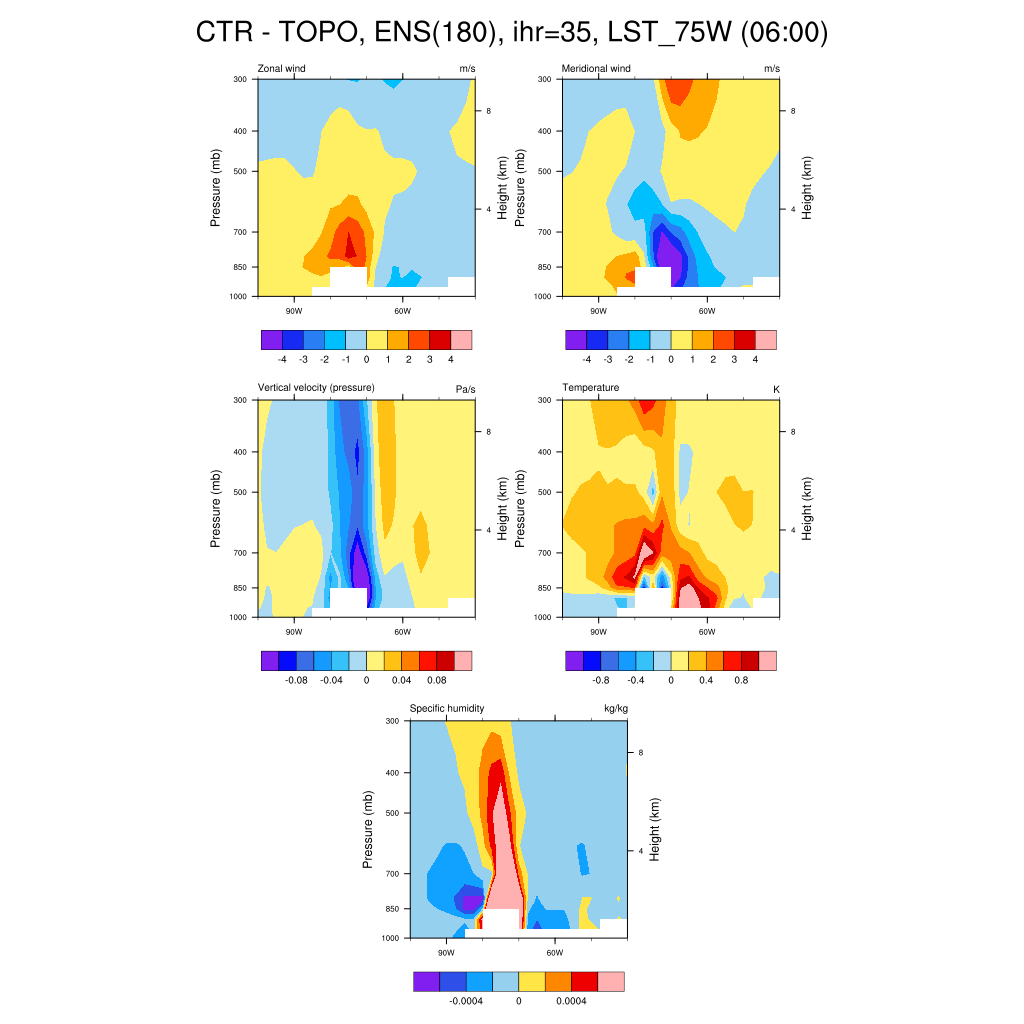 CTR - TOPO, ENS(180), ihr=35, LST_75W (06:00)
Zonal wind m/s
300
400
500
700
850
1000
Pressure (mb)
8
4
Height (km)
90W 60W
-4 -3 -2 -1 0 1 2 3 4
Meridional wind m/s
300
400
500
700
850
1000
Pressure (mb)
8
4
Height (km)
90W 60W
-4 -3 -2 -1 0 1 2 3 4
Vertical velocity (pressure) Pa/s
300
400
500
700
850
1000
Pressure (mb)
8
4
Height (km)
90W 60W
-0.08 -0.04 0 0.04 0.08
Temperature K
300
400
500
700
850
1000
Pressure (mb)
8
4
Height (km)
90W 60W
-0.8 -0.4 0 0.4 0.8
Specific humidity kg/kg
300
400
500
700
850
1000
Pressure (mb)
8
4
Height (km)
90W 60W
-0.0004 0 0.0004